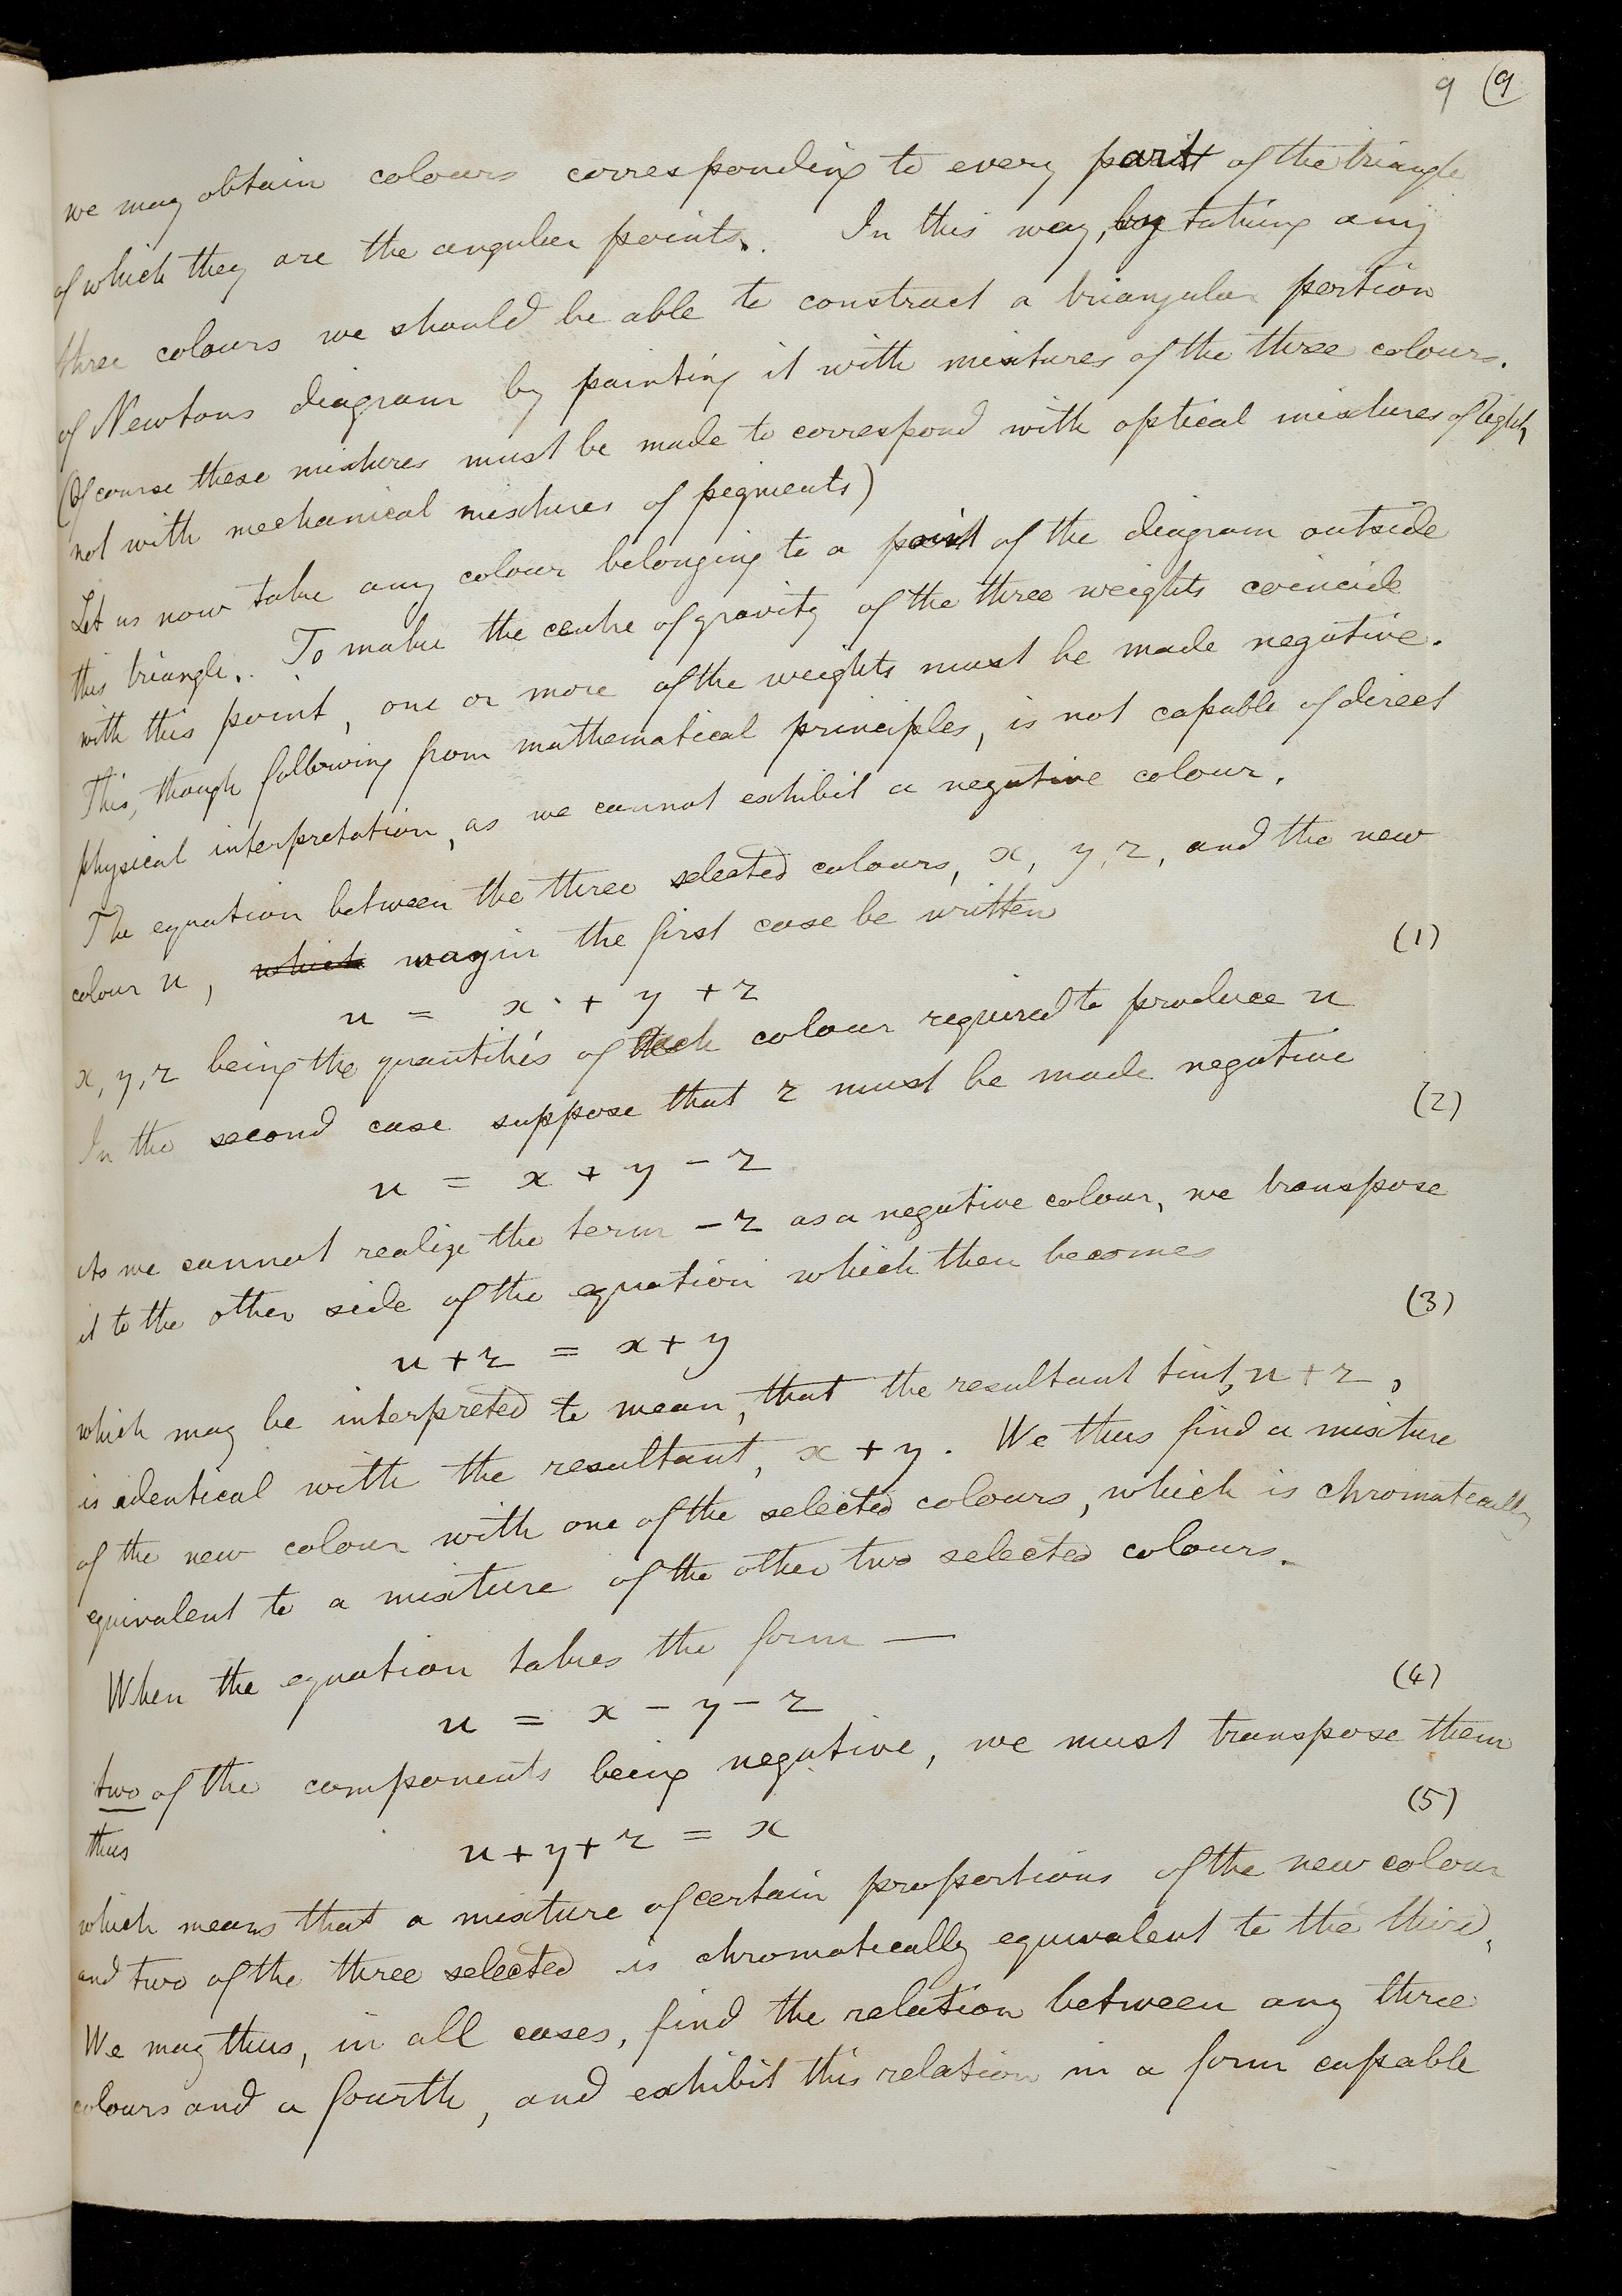 9 (9
we may obtain colours corresponding to every part of the triangle
of which they are the angular points. In this way, by taking any
three colours we should be able to construct a triangular portion
of Newtons diagram by painting it with mixtures of the three colours.
(Of course these mixtures must be made to correspond with optical mixtures of light,
not with mechanical mixtures of pigments)
Let us now take any colour belonging to a point of the diagram outside
this triangle. To make the centre of gravity of the three weights coincide
with this point, one or more of the weights must be made negative.
This, though following from mathematical principles, is not capable of direct
physical interpretation, as we cannot exhibit a negative colour.
The equation between the three selected colours, x, y, z, and the new
colour u, which may in the first case be written
u = x + y + z (1)
x, y, z being the quantities of each colour required to produce u
In the second case suppose that z must be made negative
u = x + y - z (2)
As we cannot realize the term - z as a negative colour, we transpose
it to the other side of the equation which then becomes
u + z = x + y (3)
which may be interpreted to mean, that the resultant tint, u + z,
is identical with the resultant, x + y. We thus find a mixture
of the new colour with one of the selected colours, which is chromatically
equivalent to a mixture of the other two selected colours.
When the equation takes the form —
u = x - y - z (4)
two of the components being negative, we must transpose them
thus u + y + z = x (5)
which means that a mixture of certain proportions of the new colour
and two of the three selected is chromatically equivalent to the third.
We may thus, in all cases, find the relation between any three
colours and a fourth, and exhibit this relation in a form capable